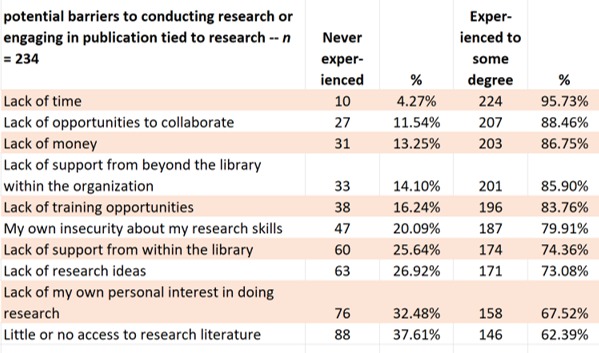 potential barriers to conducting research or
engaging in publication tied to research -- n
= 234
Never
exper-
ienced
%
Exper-
ienced to
some
degree
%
Lack of time 10 4.27% 224 95.73%
Lack of opportunities to collaborate 27 11.54% 207 88.46%
Lack of money 31 13.25% 203 86.75%
Lack of support from beyond the library
within the organization 33 14.10% 201 85.90%
Lack of training opportunities 38 16.24% 196 83.76%
My own insecurity about my research skills 47 20.09% 187 79.91%
Lack of support from within the library 60 25.64% 174 74.36%
Lack of research ideas 63 26.92% 171 73.08%
Lack of my own personal interest in doing
research 76 32.48% 158 67.52%
Little or no access to research literature 88 37.61% 146 62.39%